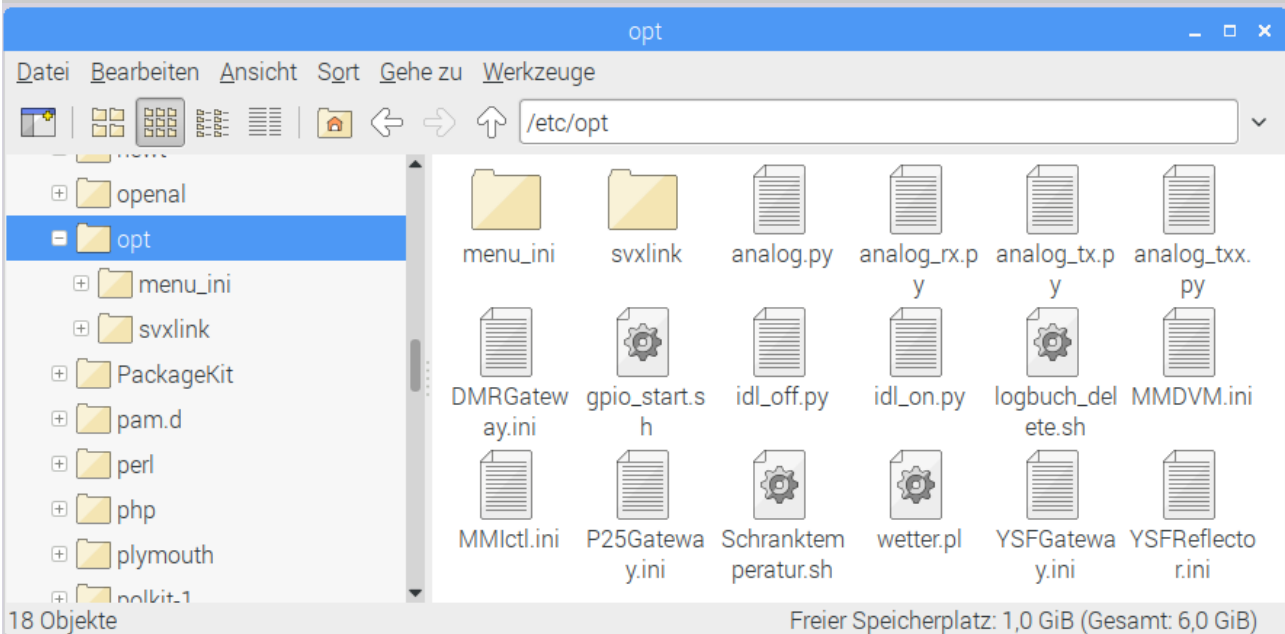 opt
Datei Bearbeiten Ansicht Sort Gehe zu Werkzeuge
/etc/opt
openal
opt
menu_ini
svxlink
PackageKit
pam.d
perl
php
plymouth
polkit-1
menu_ini svxlink analog.py analog_rx.p analog_tx.p analog_txx.
y y py
DMRGatew gpio_start.s idl_off.py idl_on.py logbuch_del MMDVM.ini
ay.ini h ete.sh
MMIctl.ini P25Gatewa Schranktem wetter.pl YSFGatewa YSFReflecto
y.ini peratur.sh y.ini r.ini
18 Objekte Freier Speicherplatz: 1,0 GiB (Gesamt: 6,0 GiB)